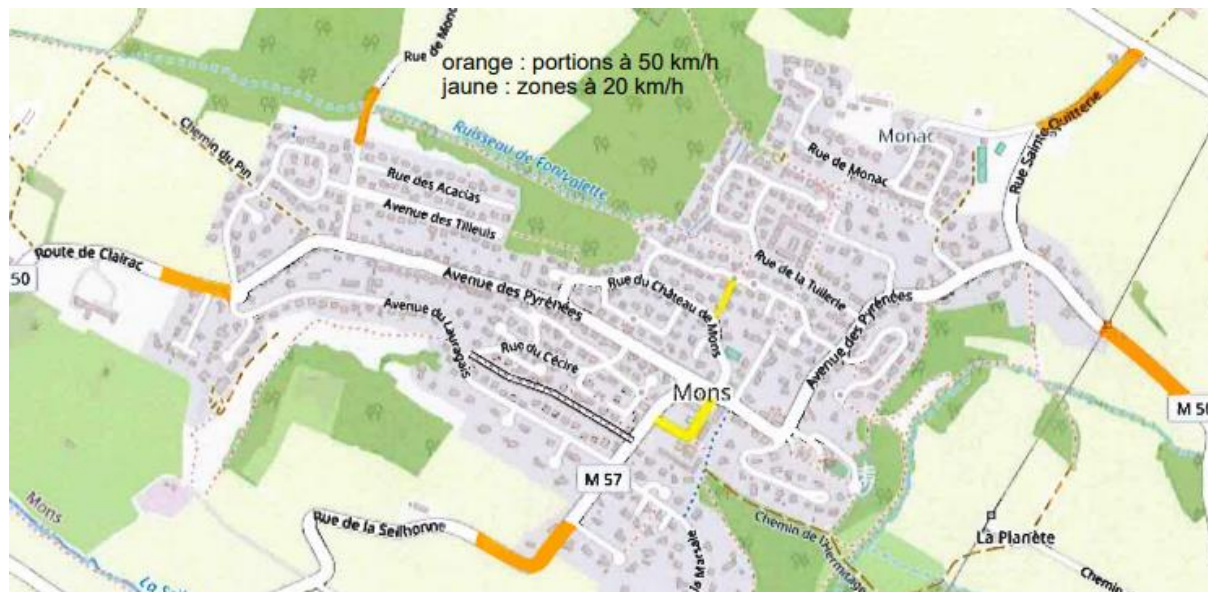 Rue de Mon
orange : portions à 50 km/h
jaune : zones à 20 km/h
Chemin du Pin
Ruisseau de Fontvalette
Monac
Rue Sainte-Quitterie
Rue de Monac
Rue des Acacias
Avenue des Tilleuls
Route de Clairac
50
Avenue des Pyrénées
Rue du Château de Mons
Rue de la Tuilerie
Avenue des Pyrénées
Avenue du Lauragais
Rue du Cécire
Mons
M 50
M 57
Mons
Rue de la Seilhonne
la Marsale
Chemin de l'Hermitage
La Planète
Chemin
La Sei